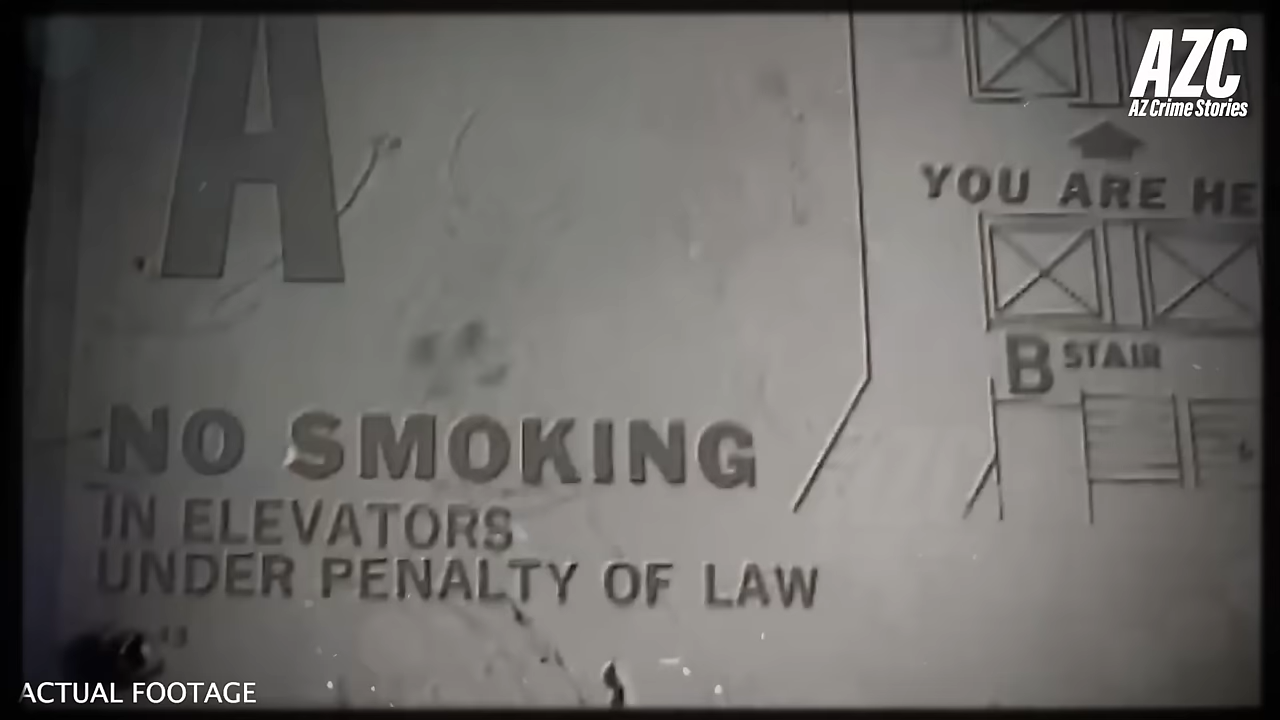 AZC
AZ Crime Stories
A
YOU ARE HE
B STAIR
NO SMOKING
IN ELEVATORS
UNDER PENALTY OF LAW
ACTUAL FOOTAGE